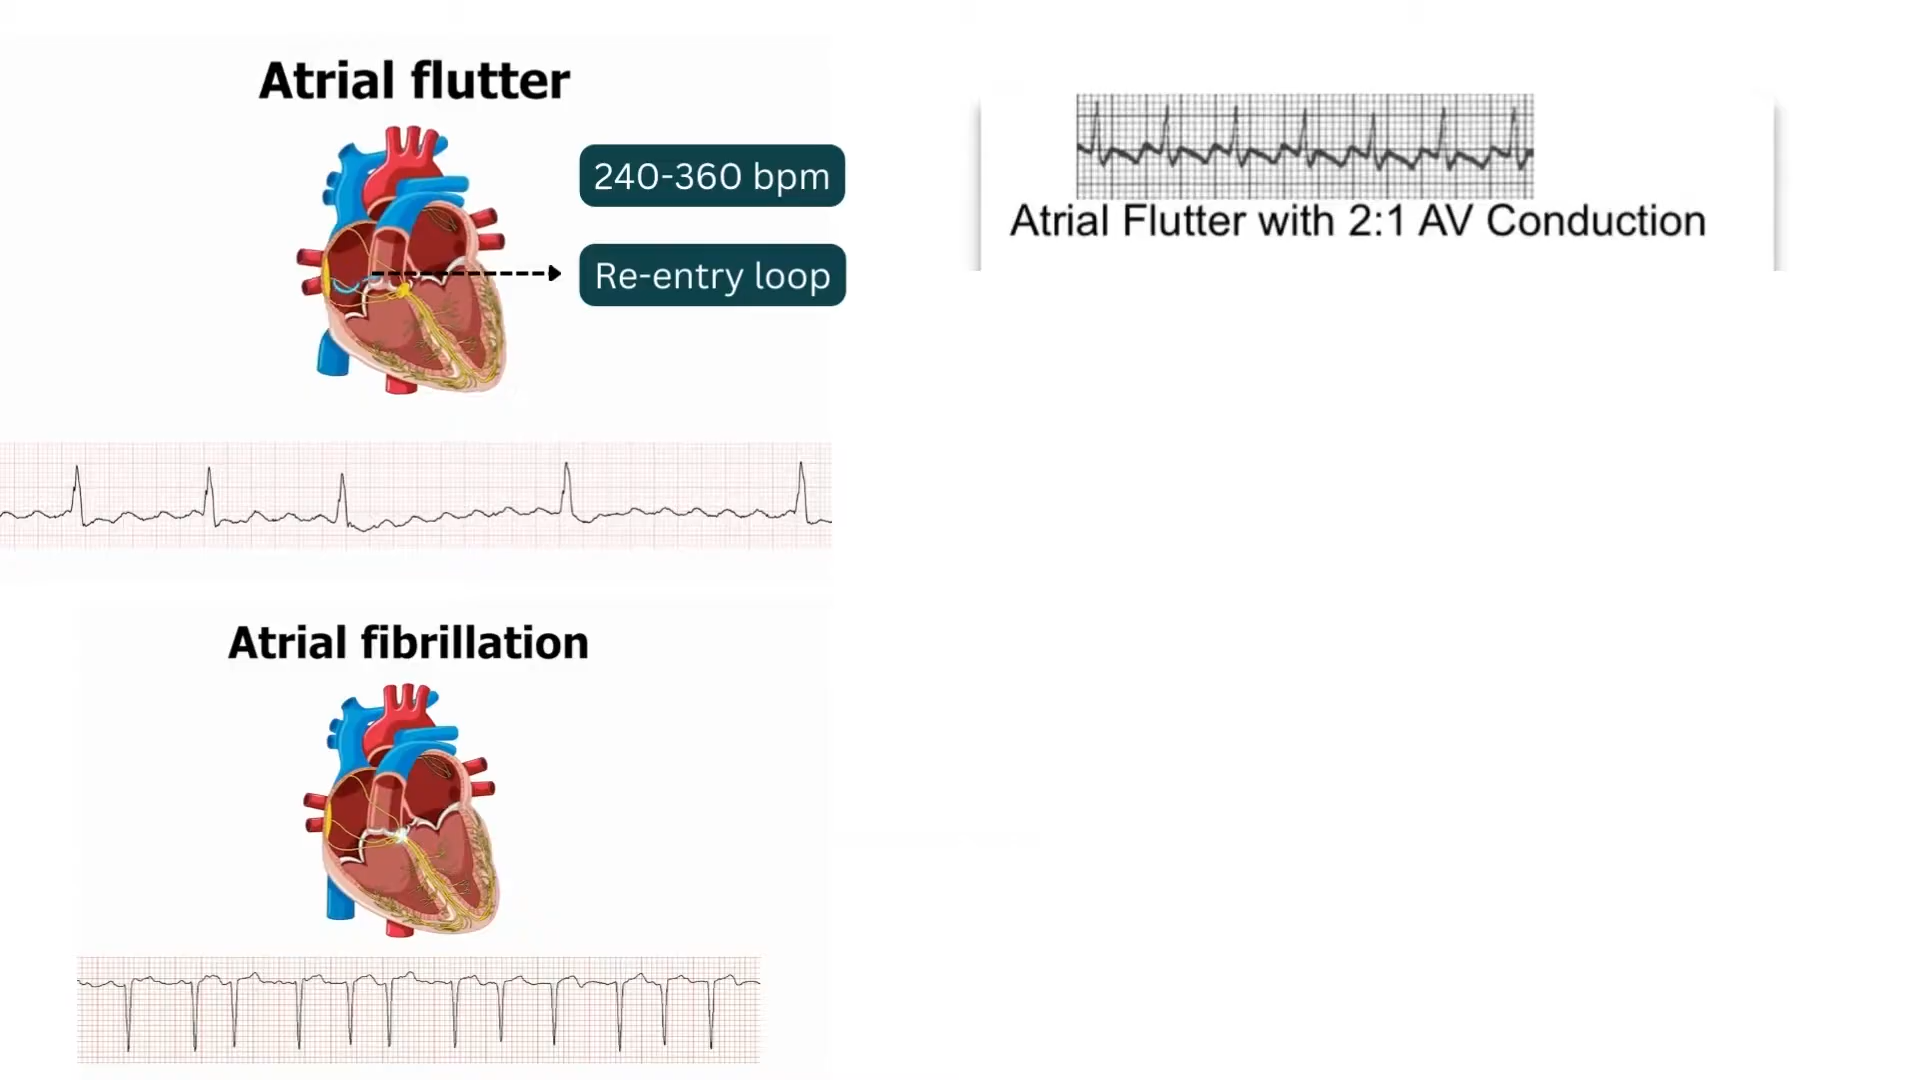 Atrial flutter
240-360 bpm
Re-entry loop
Atrial Flutter with 2:1 AV Conduction
Atrial fibrillation